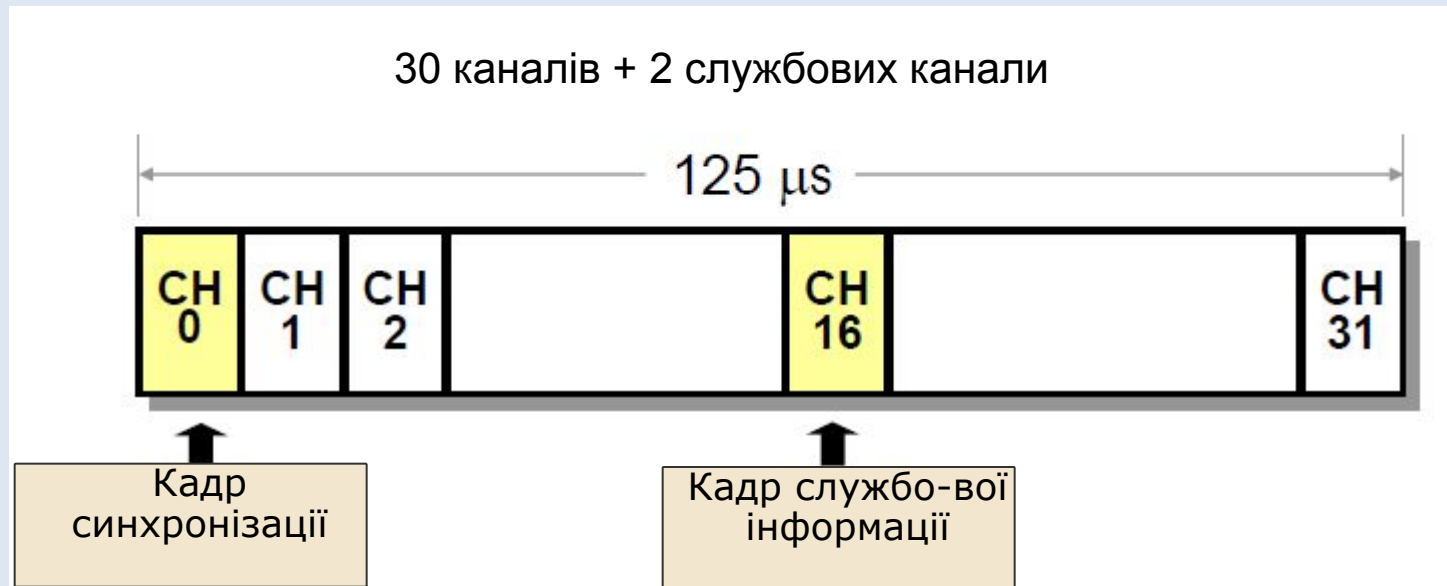 30 каналів + 2 службових канали
125 μs
CH
0
CH
1
CH
2
CH
16
CH
31
Кадр
синхронізації
Кадр службо-вої
інформації